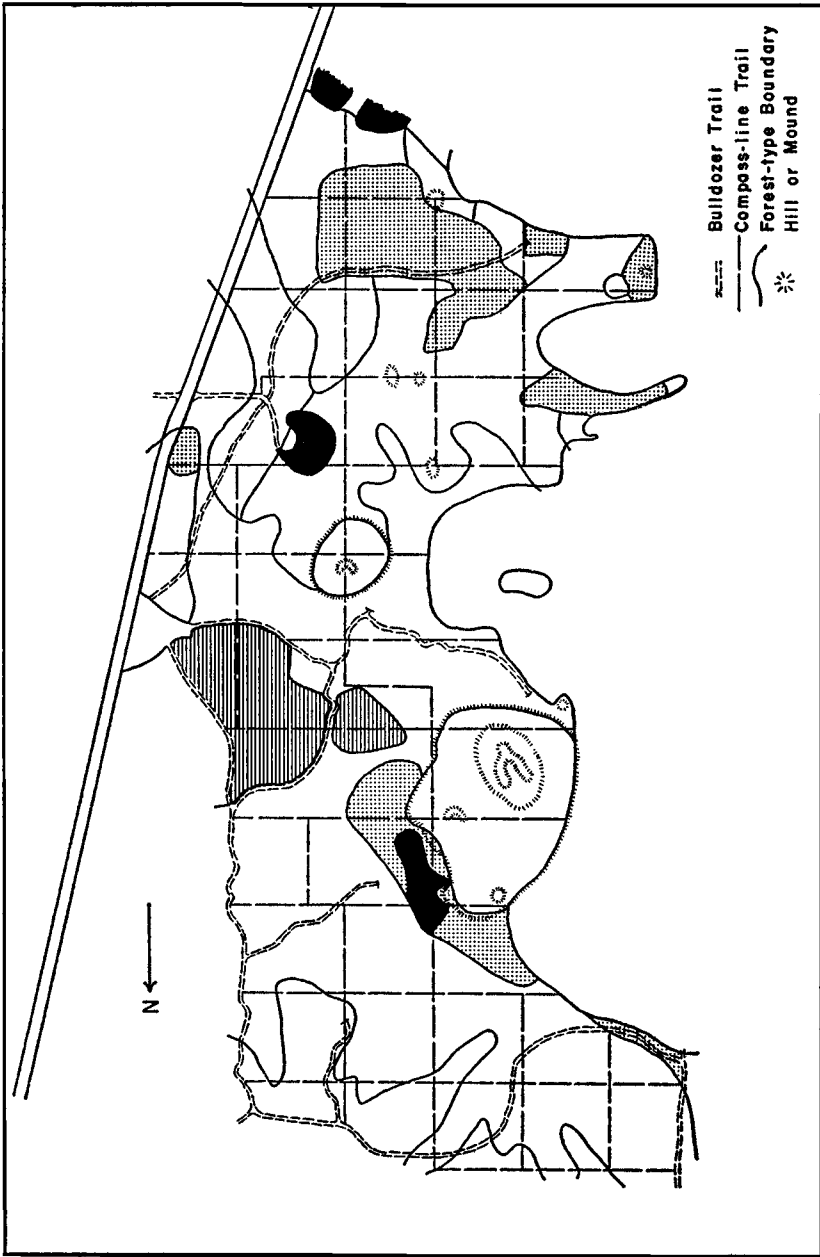 Bulldozer Trail
Compass-line Trail
Forest-type Boundary
Hill or Mound
N